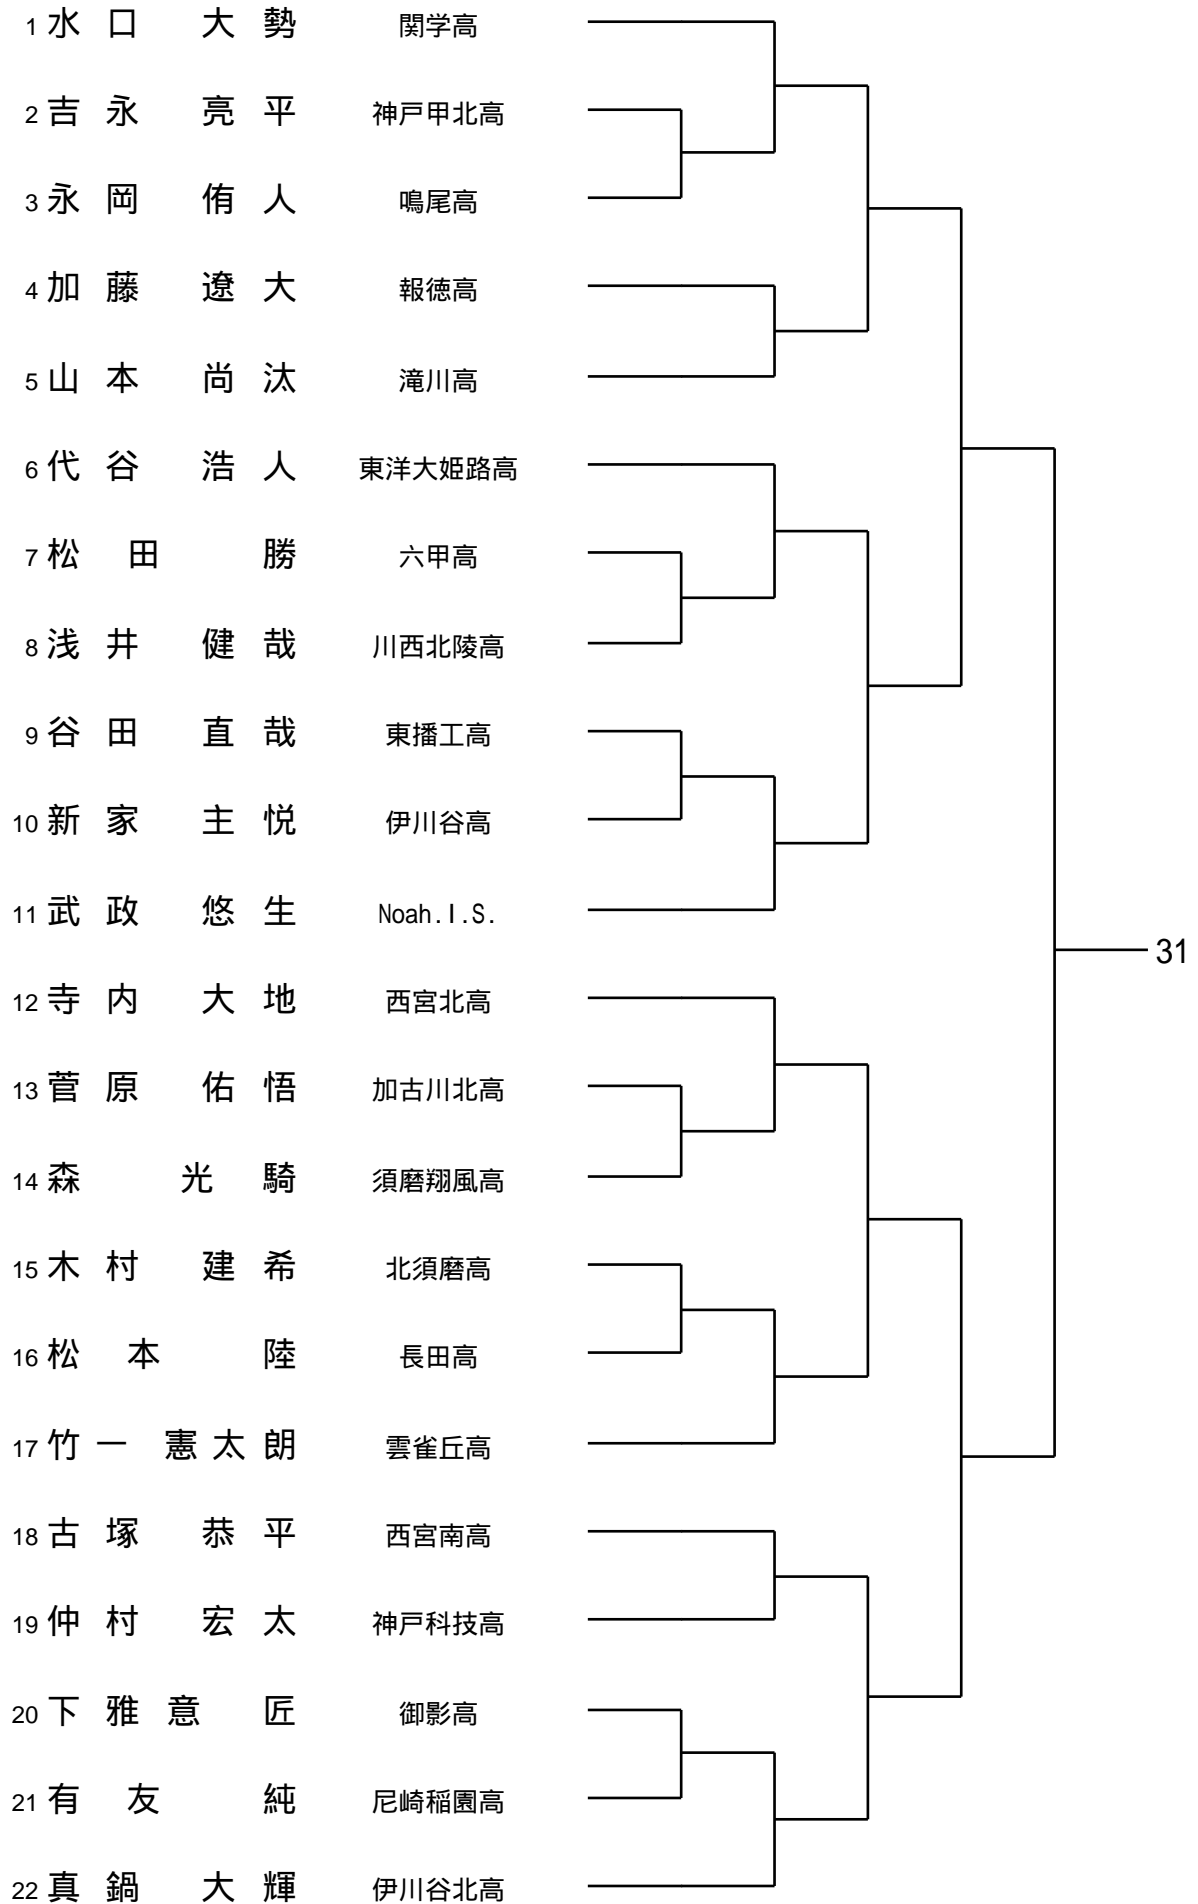 1 水口 大勢 関学高
2 吉永 亮平 神戸甲北高
3 永岡 侑人 鳴尾高
4 加藤 遼大 報徳高
5 山本 尚汰 滝川高
6 代谷 浩人 東洋大姫路高
7 松田 勝 六甲高
8 浅井 健哉 川西北陵高
9 谷田 直哉 東播工高
10 新家 主悦 伊川谷高
11 武政 悠生 Noah.I.S.
31
12 寺内 大地 西宮北高
13 菅原 佑悟 加古川北高
14 森 光騎 須磨翔風高
15 木村 建希 北須磨高
16 松本 陸 長田高
17 竹一 憲太朗 雲雀丘高
18 古塚 恭平 西宮南高
19 仲村 宏太 神戸科技高
20 下雅意 匠 御影高
21 有友 純 尼崎稲園高
22 真鍋 大輝 伊川谷北高